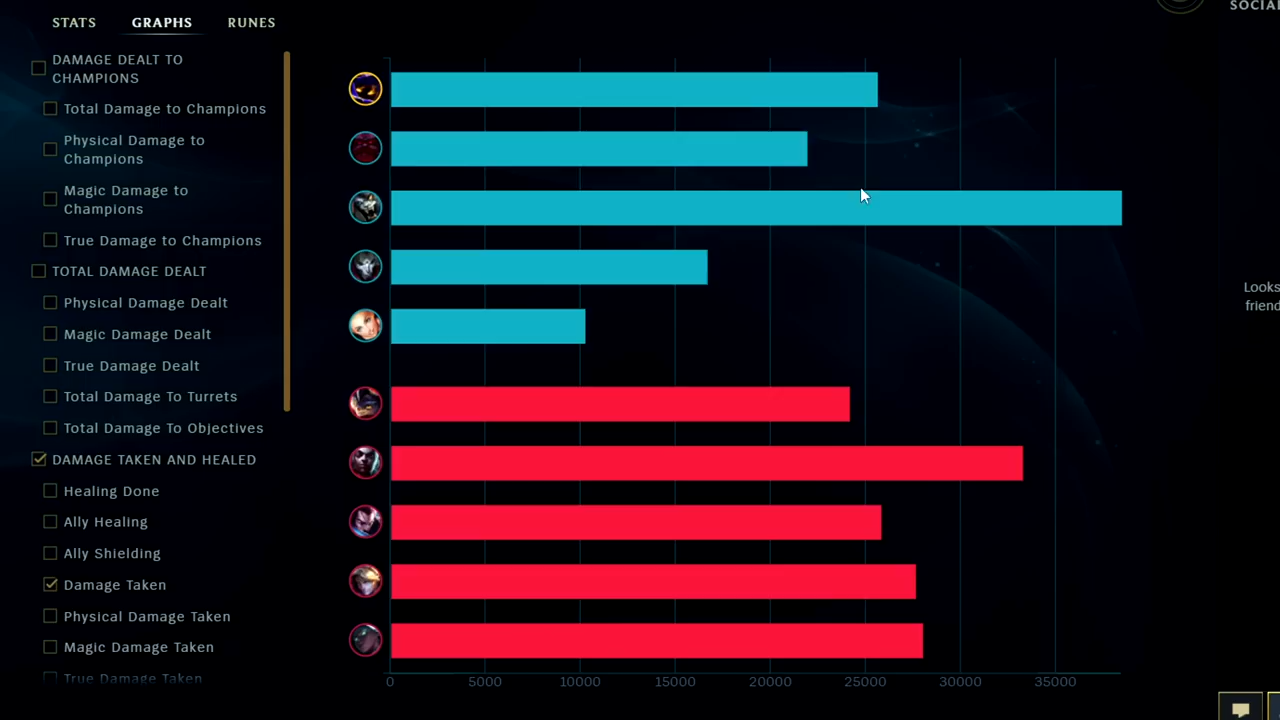 STATS GRAPHS RUNES
SOCIAL
DAMAGE DEALT TO
CHAMPIONS
Total Damage to Champions
Physical Damage to
Champions
Magic Damage to
Champions
True Damage to Champions
TOTAL DAMAGE DEALT
Physical Damage Dealt
Magic Damage Dealt
True Damage Dealt
Total Damage To Turrets
Total Damage To Objectives
DAMAGE TAKEN AND HEALED
Healing Done
Ally Healing
Ally Shielding
Damage Taken
Physical Damage Taken
Magic Damage Taken
True Damage Taken
0 5000 10000 15000 20000 25000 30000 35000
Looks
friend